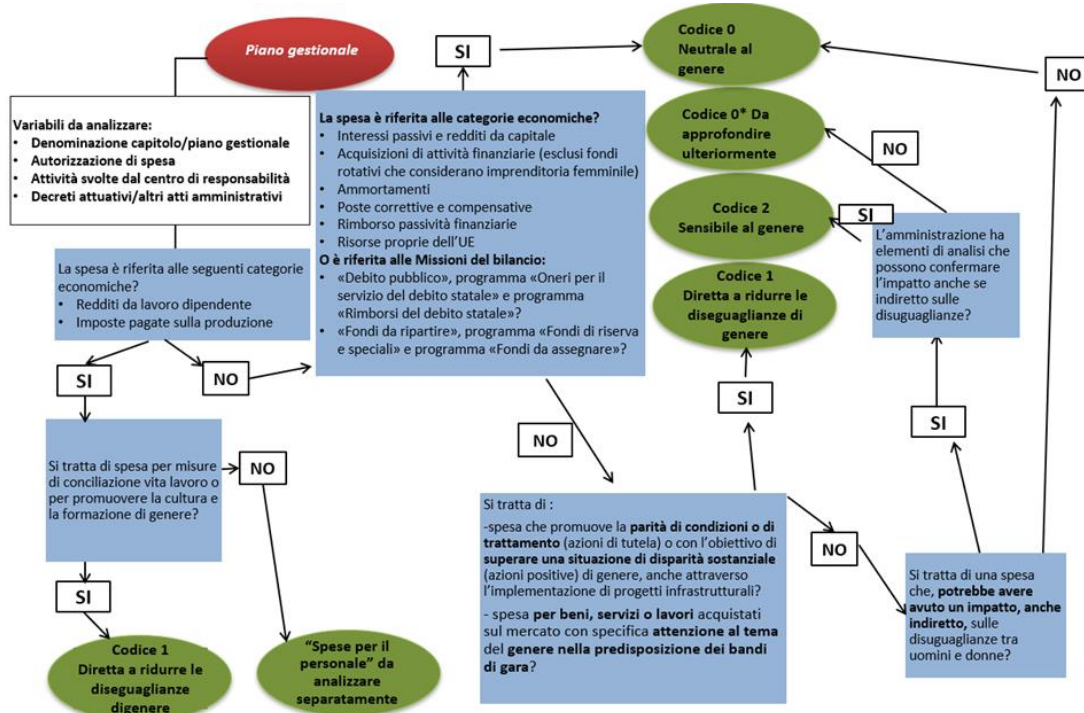 Piano gestionale
Variabili da analizzare:
• Denominazione capitolo/piano gestionale
• Autorizzazione di spesa
• Attività svolte dal centro di responsabilità
• Decreti attuativi/altri atti amministrativi
La spesa è riferita alle seguenti categorie
economiche?
• Redditi da lavoro dipendente
• Imposte pagate sulla produzione
SI
NO
Si tratta di spesa per misure
di conciliazione vita lavoro o
per promuovere la cultura e
la formazione di genere?
NO
SI
Codice 1
Diretta a ridurre le
diseguaglianze
digenere
"Spese per il
personale" da
analizzare
separatamente
SI
La spesa è riferita alle categorie economiche?
• Interessi passivi e redditi da capitale
• Acquisizioni di attività finanziarie (esclusi fondi
rotativi che considerano imprenditoria femminile)
• Ammortamenti
• Poste correttive e compensative
• Rimborso passività finanziarie
• Risorse proprie dell'UE
O è riferita alle Missioni del bilancio:
• «Debito pubblico», programma «Oneri per il
servizio del debito statale» e programma
«Rimborsi del debito statale»?
• «Fondi da ripartire», programma «Fondi di riserva
e speciali» e programma «Fondi da assegnare»?
NO
Codice 0
Neutrale al
genere
Codice 0* Da
approfondire
ulteriormente
Codice 2
Sensibile al genere
Codice 1
Diretta a ridurre le
diseguaglianze di
genere
SI
Si tratta di :
-spesa che promuove la parità di condizioni o di
trattamento (azioni di tutela) o con l'obiettivo di
superare una situazione di disparità sostanziale
(azioni positive) di genere, anche attraverso
l'implementazione di progetti infrastrutturali?
- spesa per beni, servizi o lavori acquistati
sul mercato con specifica attenzione al tema
del genere nella predisposizione dei bandi
di gara?
NO
NO
NO
SI
L'amministrazione ha
elementi di analisi che
possono confermare
l'impatto anche se
indiretto sulle
disuguaglianze?
SI
Si tratta di una spesa
che, potrebbe avere
avuto un impatto, anche
indiretto, sulle
disuguaglianze tra
uomini e donne?